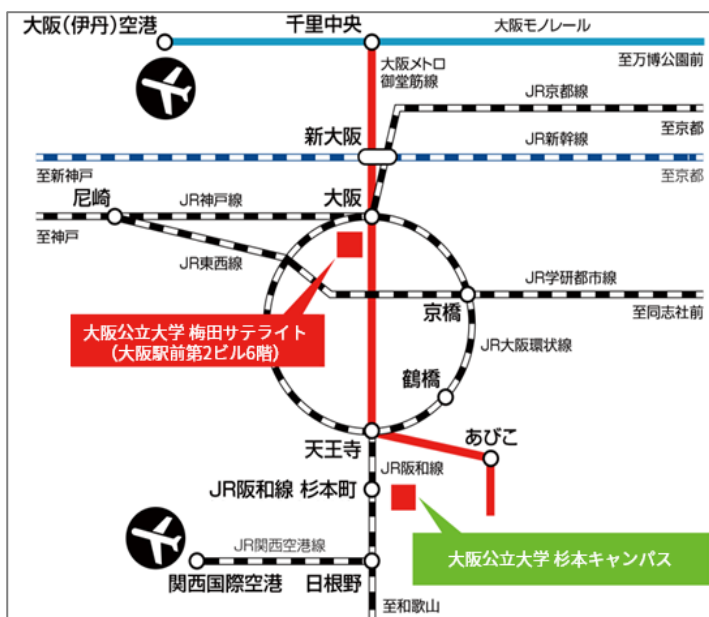 大阪(伊丹)空港
千里中央
大阪モノレール
至万博公園前
大阪メトロ
御堂筋線
JR京都線
至京都
新大阪
JR新幹線
至新神戸
至京都
尼崎
JR神戸線
大阪
至神戸
JR東西線
JR学研都市線
京橋
至同志社前
大阪公立大学 梅田サテライト
(大阪駅前第2ビル6階)
JR大阪環状線
鶴橋
天王寺
あびこ
JR阪和線
JR阪和線 杉本町
JR関西空港線
大阪公立大学 杉本キャンパス
関西国際空港
日根野
至和歌山